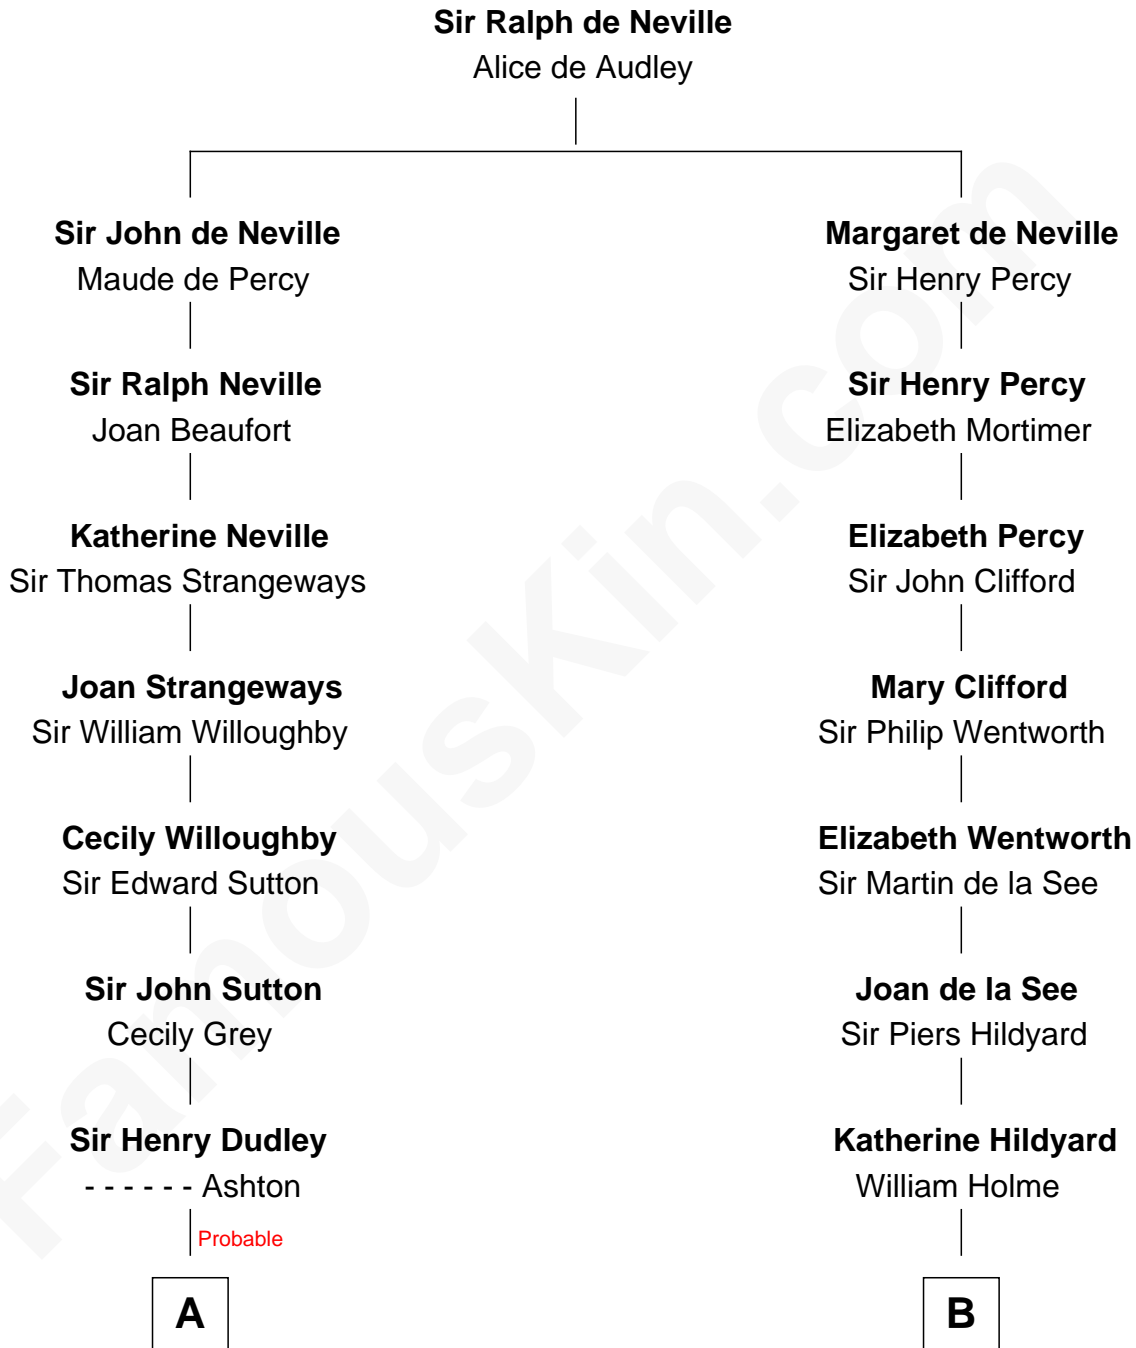 Sir Ralph de Neville
Alice de Audley
Sir John de Neville
Maude de Percy
Margaret de Neville
Sir Henry Percy
Sir Ralph Neville
Joan Beaufort
Sir Henry Percy
Elizabeth Mortimer
Katherine Neville
Sir Thomas Strangeways
Elizabeth Percy
Sir John Clifford
Joan Strangeways
Sir William Willoughby
Mary Clifford
Sir Philip Wentworth
Cecily Willoughby
Sir Edward Sutton
Elizabeth Wentworth
Sir Martin de la See
Sir John Sutton
Cecily Grey
Joan de la See
Sir Piers Hildyard
Sir Henry Dudley
- - - - - - Ashton
Katherine Hildyard
William Holme
Probable
A
B
FamousKin.com